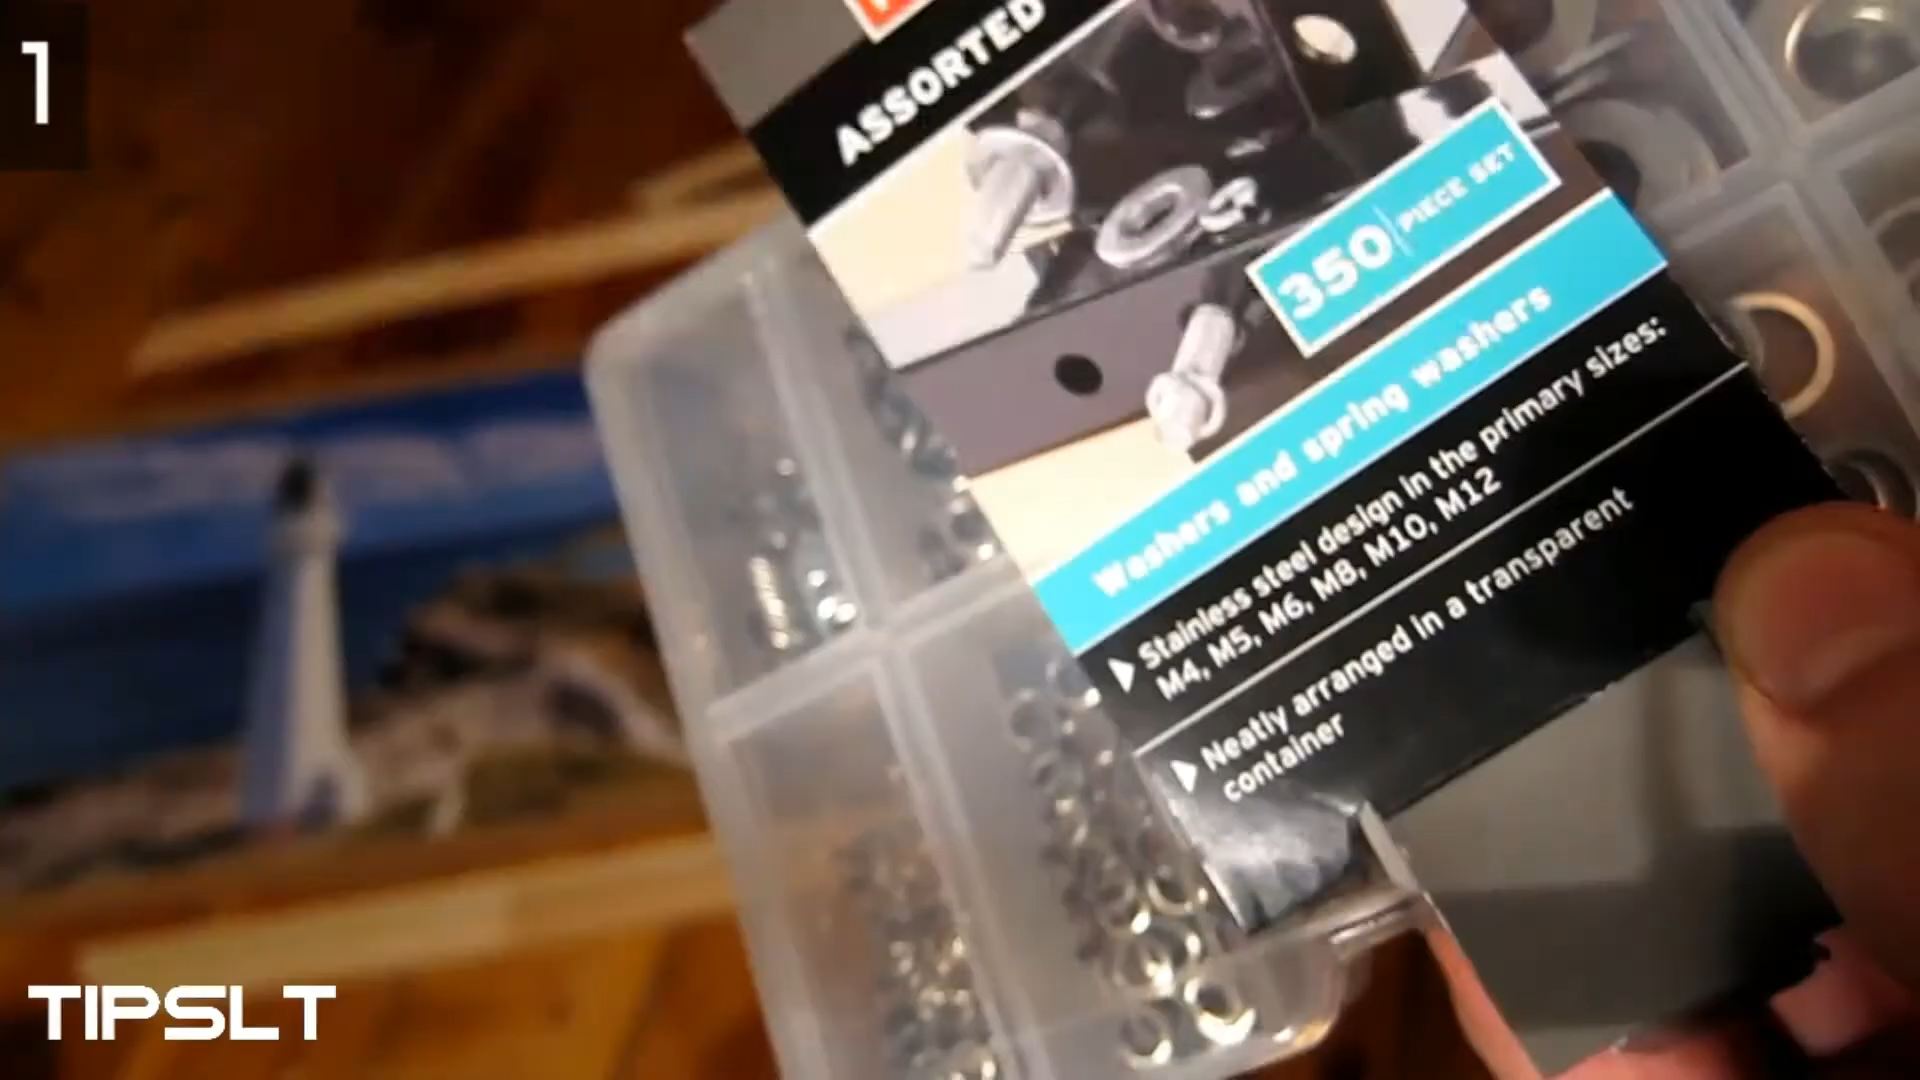 1
ASSORTED
350 PIECE SET
Washers and spring washers
Stainless steel design in the primary sizes:
M4, M5, M6, M8, M10, M12
Neatly arranged in a transparent
container
TIPSLT